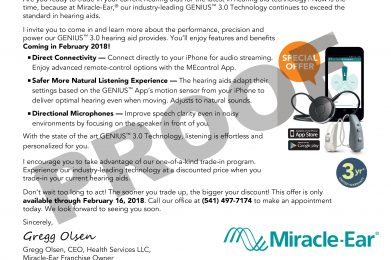 time, because at Miracle-Ear,® our industry-leading GENIUS™ 3.0 Technology continues to exceed the
standard in hearing aids.
I invite you to come in and learn more about the performance, precision and
power our GENIUS™ 3.0 hearing aid provides. You'll enjoy features and benefits
Coming in February 2018!
Direct Connectivity — Connect directly to your iPhone for audio streaming.
Enjoy advanced remote-control options with the MEcontrol App.
Safer More Natural Listening Experience — The hearing aids adapt their
settings based on the GENIUS™ App's motion sensor from your iPhone to
deliver optimal hearing even when moving. Adjusts to natural sounds.
Directional Microphones — Improve speech clarity even in noisy
environments by focusing on the speaker in front of you.
With the state of the art GENIUS™ 3.0 Technology, listening is effortless and
personalized for you.
I encourage you to take advantage of our one-of-a-kind trade-in program.
Experience our industry-leading technology at a discounted price when you
trade-in your current hearing aids.
Don't wait too long to act! The sooner you trade up, the bigger your discount! This offer is only
available through February 16, 2018. Call our office at (541) 497-7174 to make an appointment
today. We look forward to seeing you soon.
Sincerely,
Gregg Olsen
Gregg Olsen, CEO, Health Services LLC,
Miracle-Ear Franchise Owner
SPECIAL
OFFER
App Store
Google play
3 yr
Miracle-Ear®
PROOF